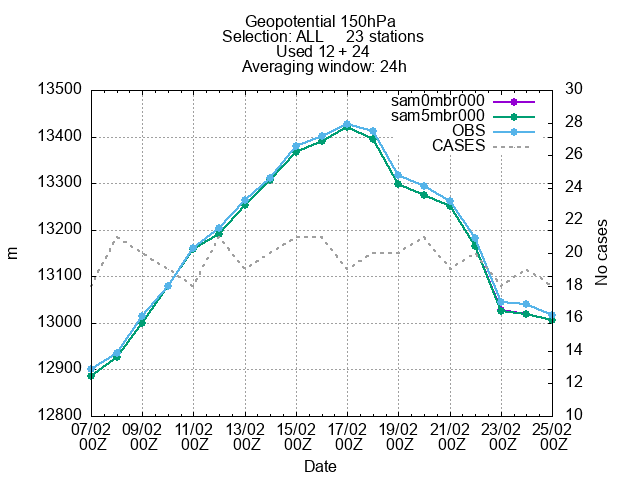 Geopotential 150hPa
Selection: ALL 23 stations
Used 12 + 24
Averaging window: 24h
sam0mbr000
sam5mbr000
OBS
CASES
13500
13400
13300
13200
13100
13000
12900
12800
m
30
28
26
24
22
20
18
16
14
12
10
No cases
07/02 09/02 11/02 13/02 15/02 17/02 19/02 21/02 23/02 25/02
00Z 00Z 00Z 00Z 00Z 00Z 00Z 00Z 00Z 00Z
Date